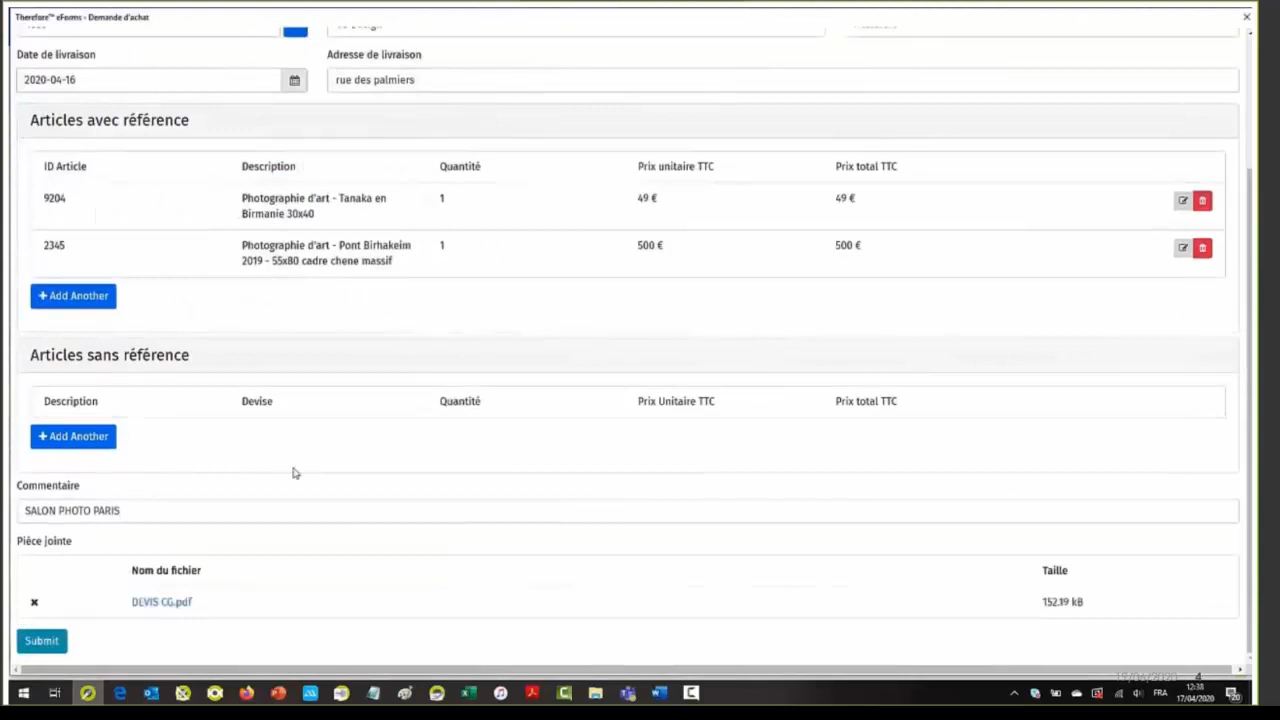 Therefore™ eForms - Demande d'achat
Date de livraison Adresse de livraison
2020-04-16 rue des palmiers
Articles avec référence
ID Article Description Quantité Prix unitaire TTC Prix total TTC
9204 Photographie d'art - Tanaka en 1 49 € 49 €
Birmanie 30x40
2345 Photographie d'art - Pont Birhakeim 1 500 € 500 €
2019 - 55x80 cadre chene massif
+ Add Another
Articles sans référence
Description Devise Quantité Prix Unitaire TTC Prix total TTC
+ Add Another
Commentaire
SALON PHOTO PARIS
Pièce jointe
Nom du fichier Taille
DEVIS CG.pdf 152.19 kB
Submit
4
FRA 12:38
17/04/2020 20